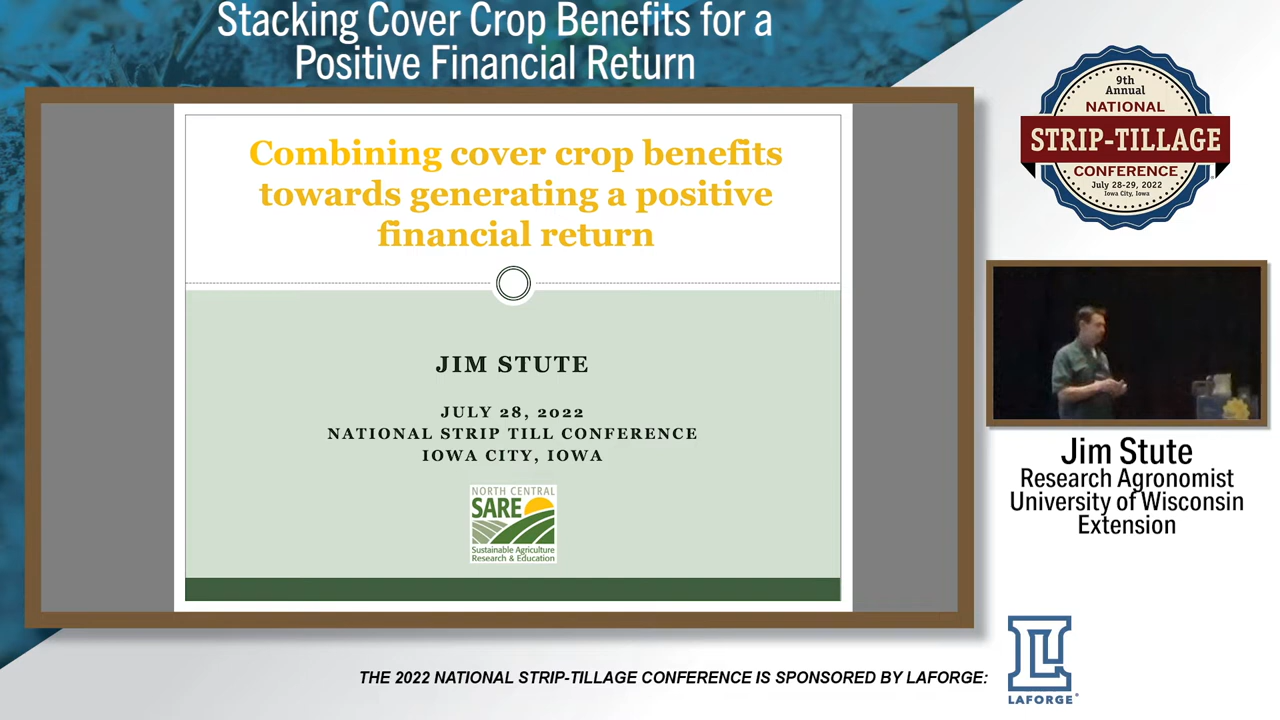 Stacking Cover Crop Benefits for a
Positive Financial Return
Combining cover crop benefits
towards generating a positive
financial return
JIM STUTE
JULY 28, 2022
NATIONAL STRIP TILL CONFERENCE
IOWA CITY, IOWA
NORTH CENTRAL
SARE
Sustainable Agriculture
Research & Education
9th
Annual
NATIONAL
STRIP-TILLAGE
CONFERENCE
July 28-29, 2022
Iowa City, Iowa
Jim Stute
Research Agronomist
University of Wisconsin
Extension
THE 2022 NATIONAL STRIP-TILLAGE CONFERENCE IS SPONSORED BY LAFORGE:
LAFORGE